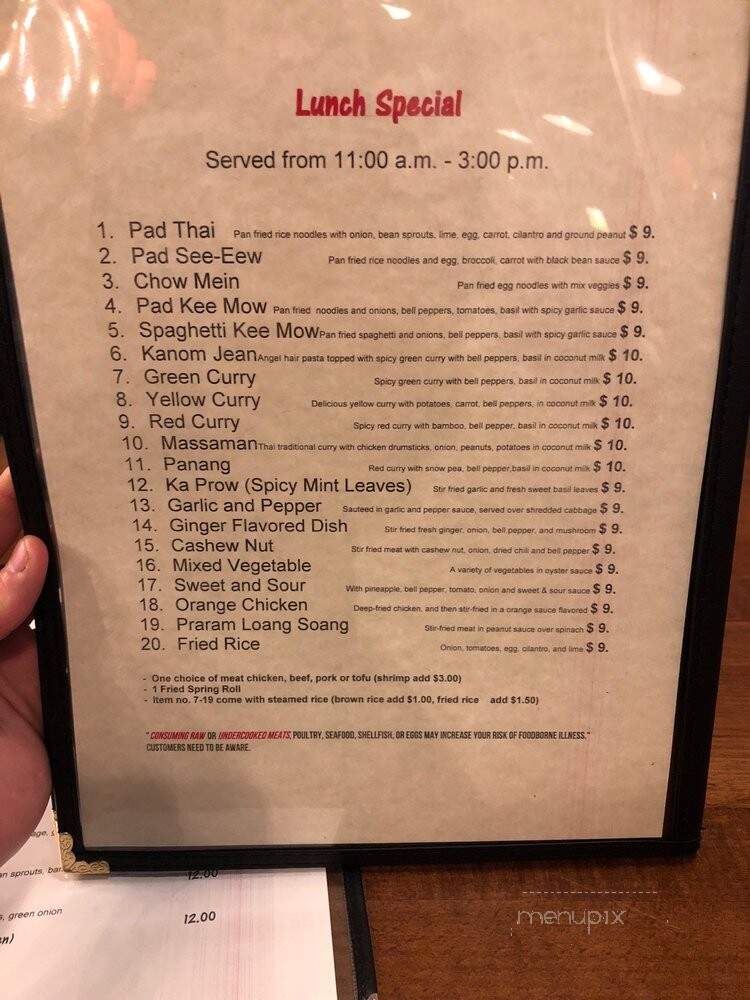 Lunch Special
Served from 11:00 a.m. - 3:00 p.m.
1. Pad Thai Pan fried rice noodles with onion, bean sprouts, lime, egg, carrot, cilantro and ground peanut $ 9.
2. Pad See-Eew Pan fried rice noodles and egg, broccoli, carrot with black bean sauce $ 9.
3. Chow Mein Pan fried egg noodles with mix veggies $ 9.
4. Pad Kee Mow Pan fried noodles and onions, bell peppers, tomatoes, basil with spicy garlic sauce $ 9.
5. Spaghetti Kee Mow Pan fried spaghetti and onions, bell peppers, basil with spicy garlic sauce $ 9.
6. Kanom Jean Angel hair pasta topped with spicy green curry with bell peppers, basil in coconut milk $ 10.
7. Green Curry Spicy green curry with bell peppers, basil in coconut milk $ 10.
8. Yellow Curry Delicious yellow curry with potatoes, carrot, bell peppers, in coconut milk $ 10.
9. Red Curry Spicy red curry with bamboo, bell pepper, basil in coconut milk $ 10.
10. Massaman Thai traditional curry with chicken drumsticks, onion, peanuts, potatoes in coconut milk $ 10.
11. Panang Red curry with snow pea, bell pepper,basil in coconut milk $ 10.
12. Ka Prow (Spicy Mint Leaves) Stir fried garlic and fresh sweet basil leaves $ 9.
13. Garlic and Pepper Sauteed in garlic and pepper sauce, served over shredded cabbage $ 9.
14. Ginger Flavored Dish Stir fried fresh ginger, onion, bell pepper, and mushroom $ 9.
15. Cashew Nut Stir fried meat with cashew nut, onion, dried chili and bell pepper $ 9.
16. Mixed Vegetable A variety of vegetables in oyster sauce $ 9.
17. Sweet and Sour With pineapple, bell pepper, tomato, onion and sweet & sour sauce $ 9.
18. Orange Chicken Deep-fried chicken, and then stir-fried in a orange sauce flavored $ 9.
19. Praram Loang Soang Stir-fried meat in peanut sauce over spinach $ 9.
20. Fried Rice Onion, tomatoes, egg, cilantro, and lime $ 9.
- One choice of meat chicken, beef, pork or tofu (shrimp add $3.00)
- 1 Fried Spring Roll
- Item no. 7-19 come with steamed rice (brown rice add $1.00, fried rice add $1.50)
" CONSUMING RAW OR UNDERCOOKED MEATS, POULTRY, SEAFOOD, SHELLFISH, OR EGGS MAY INCREASE YOUR RISK OF FOODBORNE ILLNESS."
CUSTOMERS NEED TO BE AWARE.
sprouts, 12.00
green onion 12.00
menupix